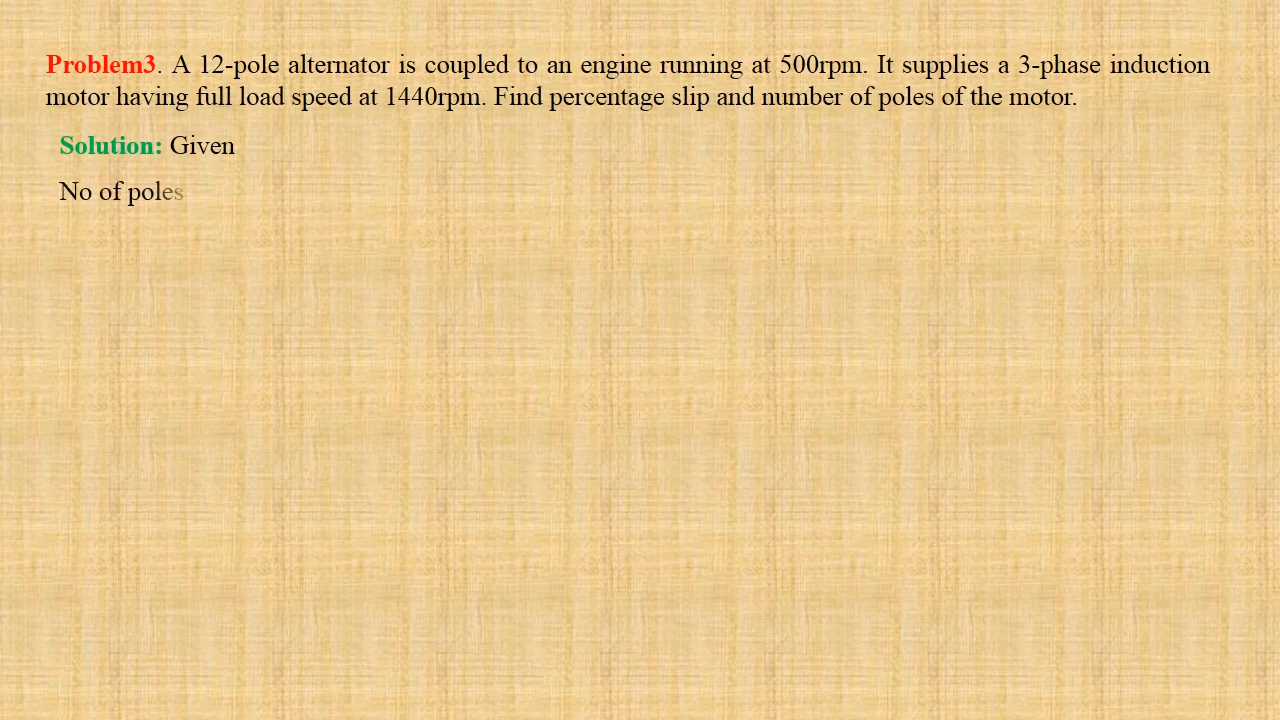 Problem3. A 12-pole alternator is coupled to an engine running at 500rpm. It supplies a 3-phase induction
motor having full load speed at 1440rpm. Find percentage slip and number of poles of the motor.
Solution: Given
No of poles